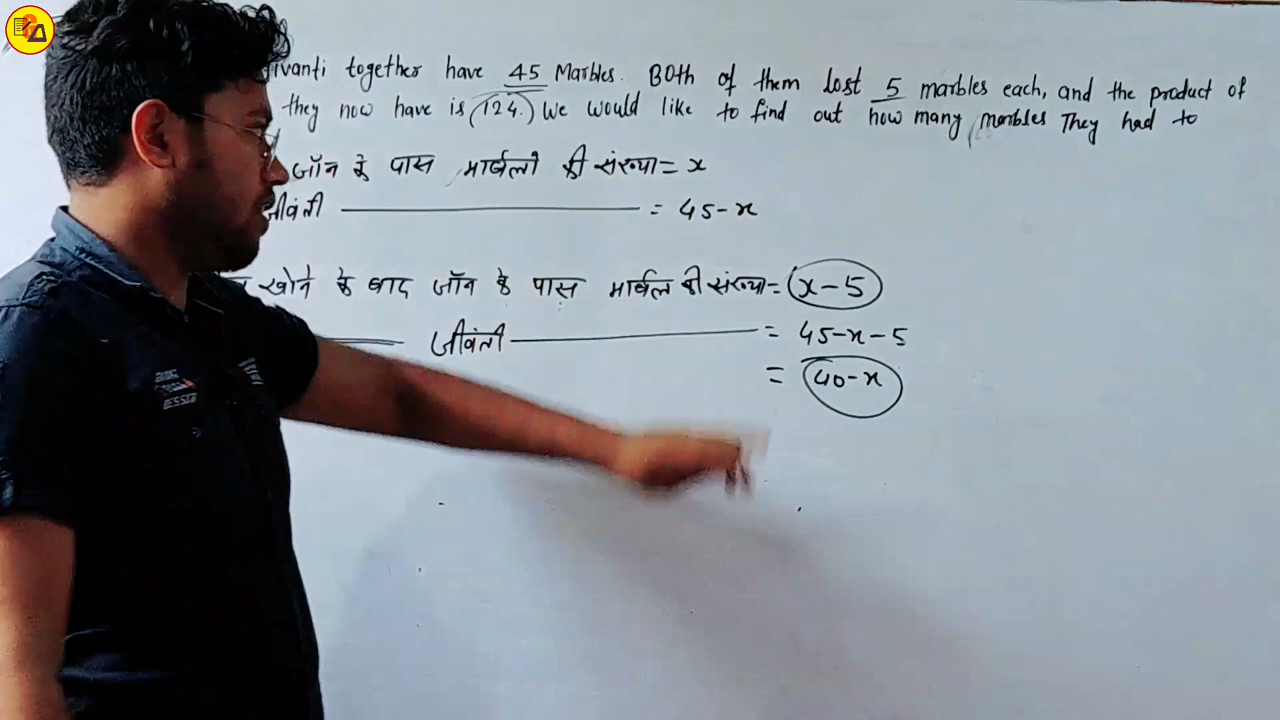 together have 45 Marbles. BOth of them lost 5 marbles each, and the product of
they now have is (124.) We would like to find out how many marbles They had to
जॉन के पास मार्बलों की संख्या = x
जीवंती ——— = 45-x
खोने के बाद जॉन के पास मार्बल की संख्या = (x-5
जीवंती ——— = 45-x-5
= 40-x